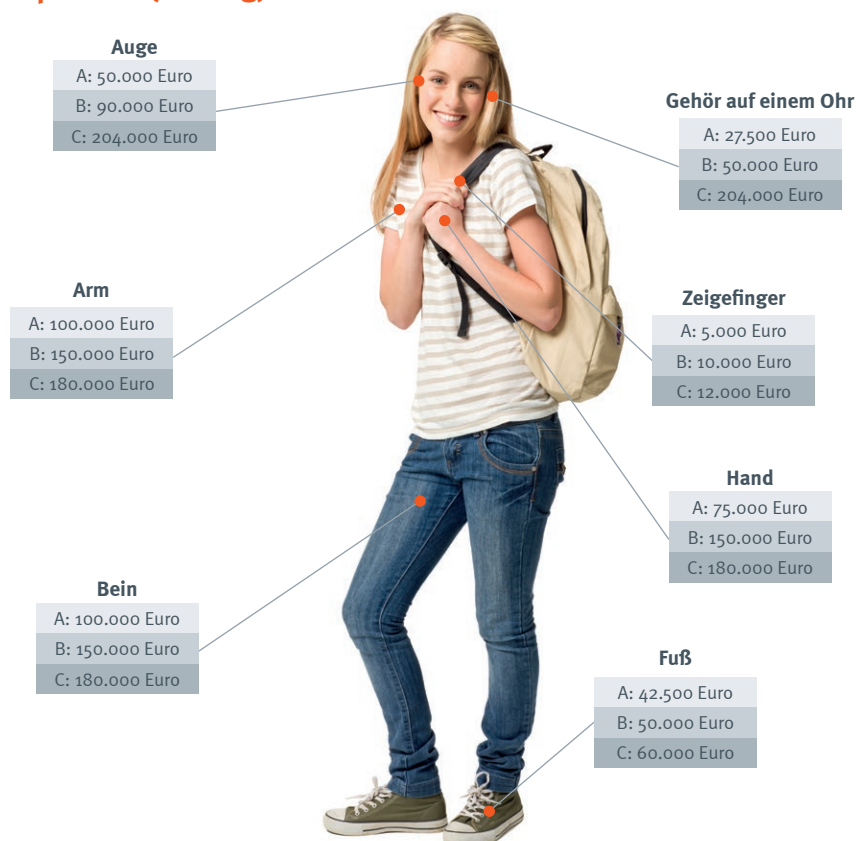 Auge
A: 50.000 Euro
B: 90.000 Euro
C: 204.000 Euro
Gehör auf einem Ohr
A: 27.500 Euro
B: 50.000 Euro
C: 204.000 Euro
Arm
A: 100.000 Euro
B: 150.000 Euro
C: 180.000 Euro
Zeigefinger
A: 5.000 Euro
B: 10.000 Euro
C: 12.000 Euro
Hand
A: 75.000 Euro
B: 150.000 Euro
C: 180.000 Euro
Bein
A: 100.000 Euro
B: 150.000 Euro
C: 180.000 Euro
Fuß
A: 42.500 Euro
B: 50.000 Euro
C: 60.000 Euro